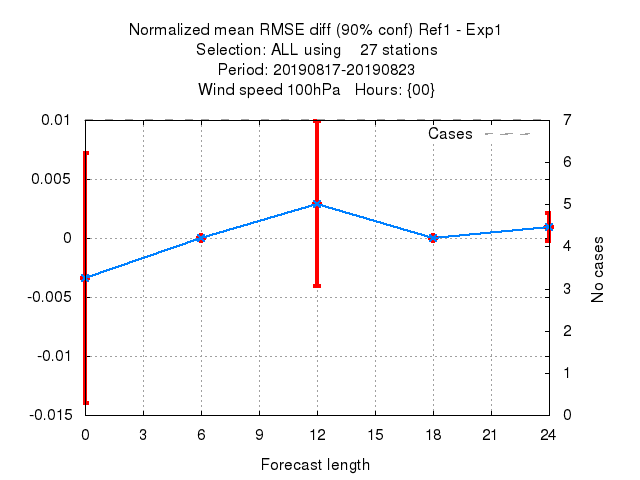 Normalized mean RMSE diff (90% conf) Ref1 - Exp1
Selection: ALL using    27 stations
Period: 20190817-20190823
Wind speed 100hPa   Hours: {00}
Cases
0.01
0.005
0
-0.005
-0.01
-0.015
7
6
5
4
3
2
1
0
No cases
0 3 6 9 12 15 18 21 24
Forecast length